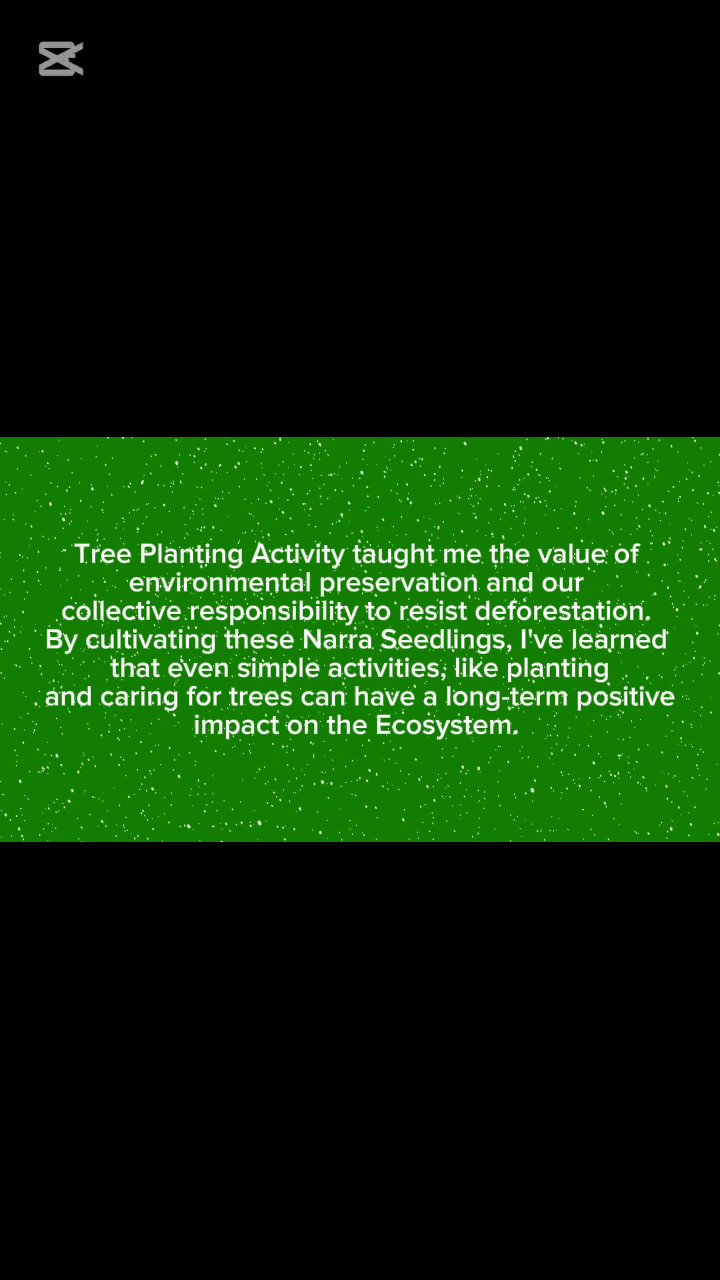 Tree Planting Activity taught me the value of
environmental preservation and our
collective responsibility to resist deforestation.
By cultivating these Narra Seedlings, I've learned
that even simple activities, like planting
and caring for trees can have a long-term positive
impact on the Ecosystem.